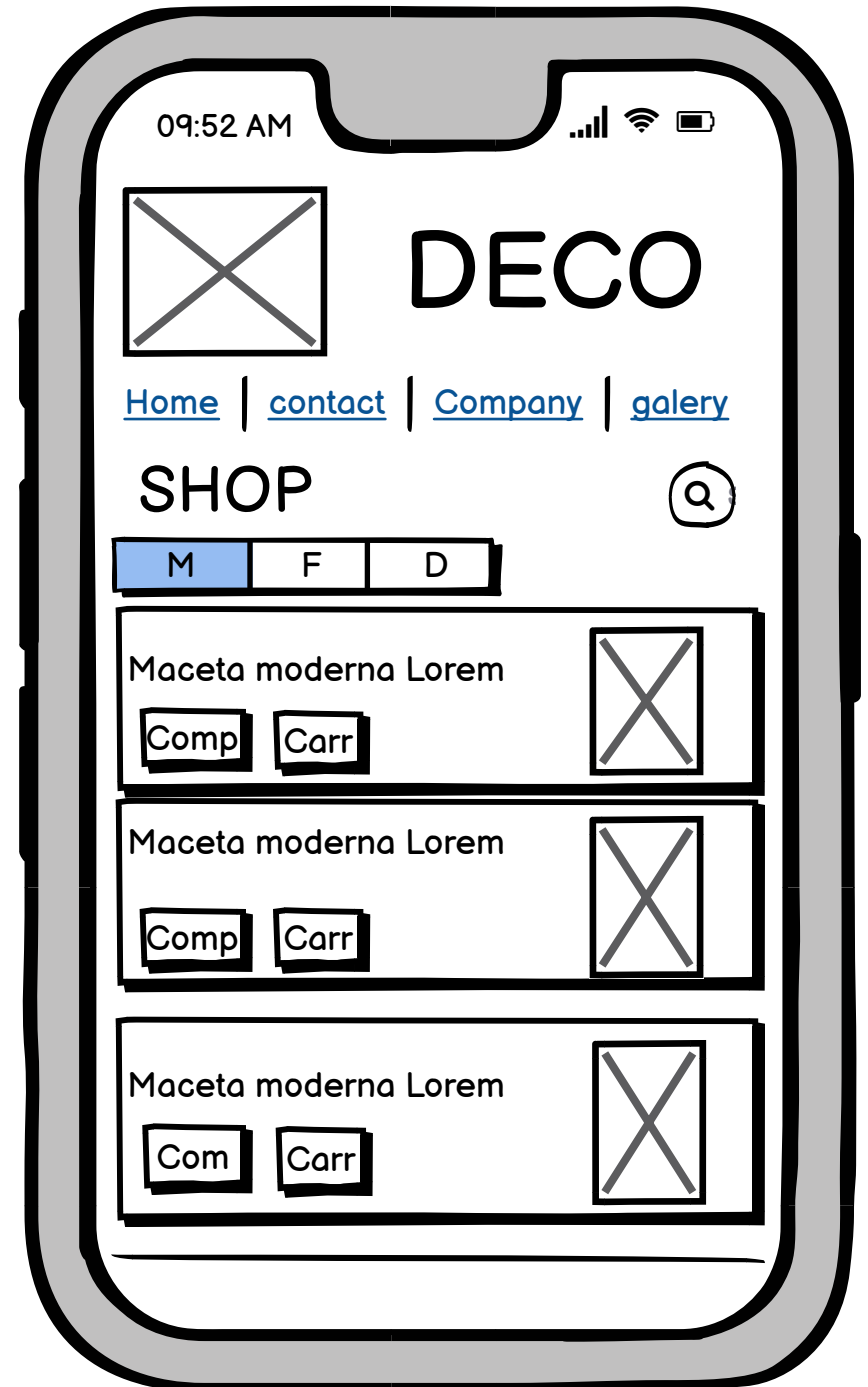 09:52 AM
DECO
Home contact Company galery
SHOP
M F D
Maceta moderna Lorem
Comp Carr
Maceta moderna Lorem
Comp Carr
Maceta moderna Lorem
Com Carr